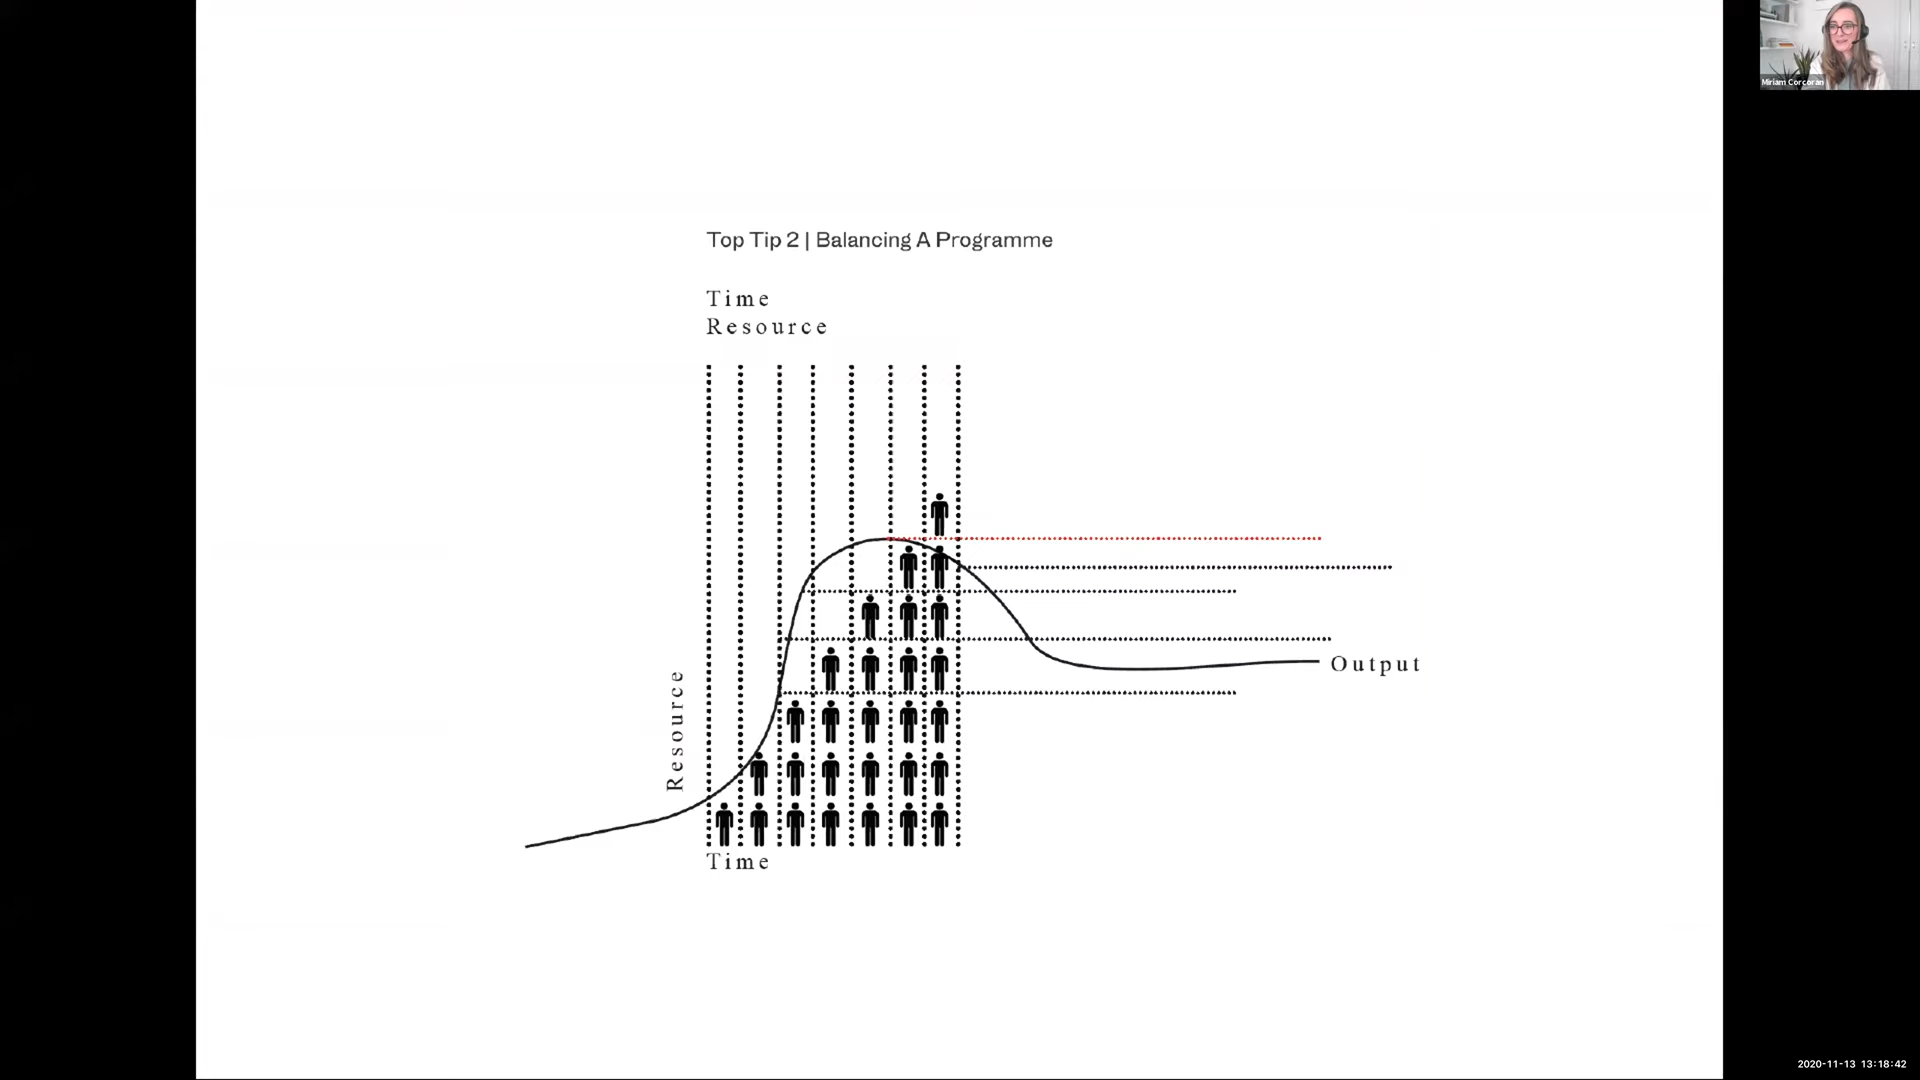 Miriam Corcoran
Top Tip 2 | Balancing A Programme
Time
Resource
Resource
Output
Time
2020-11-13 13:18:42